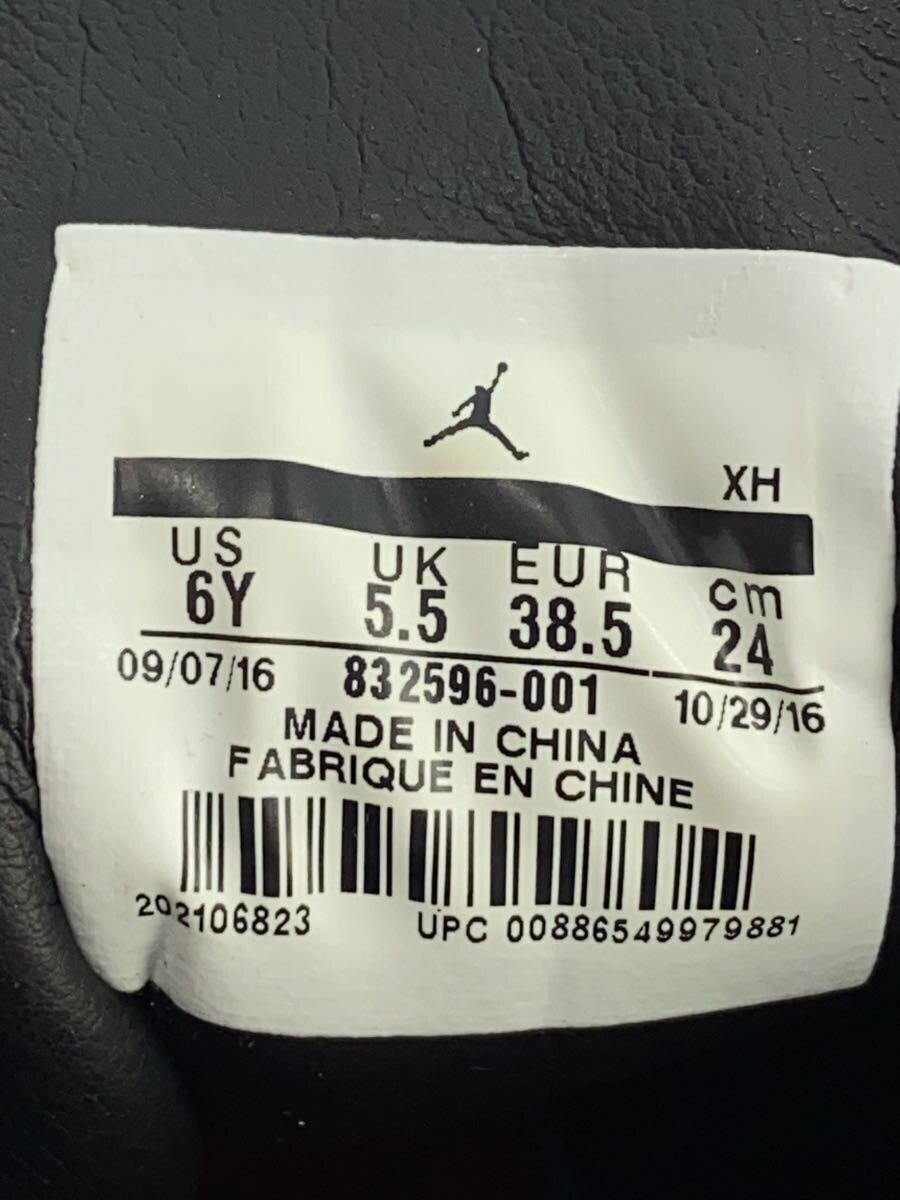 XH
US UK EUR cm
6Y 5.5 38.5 24
09/07/16 832596-001 10/29/16
MADE IN CHINA
FABRIQUE EN CHINE
202106823 UPC 00886549979881